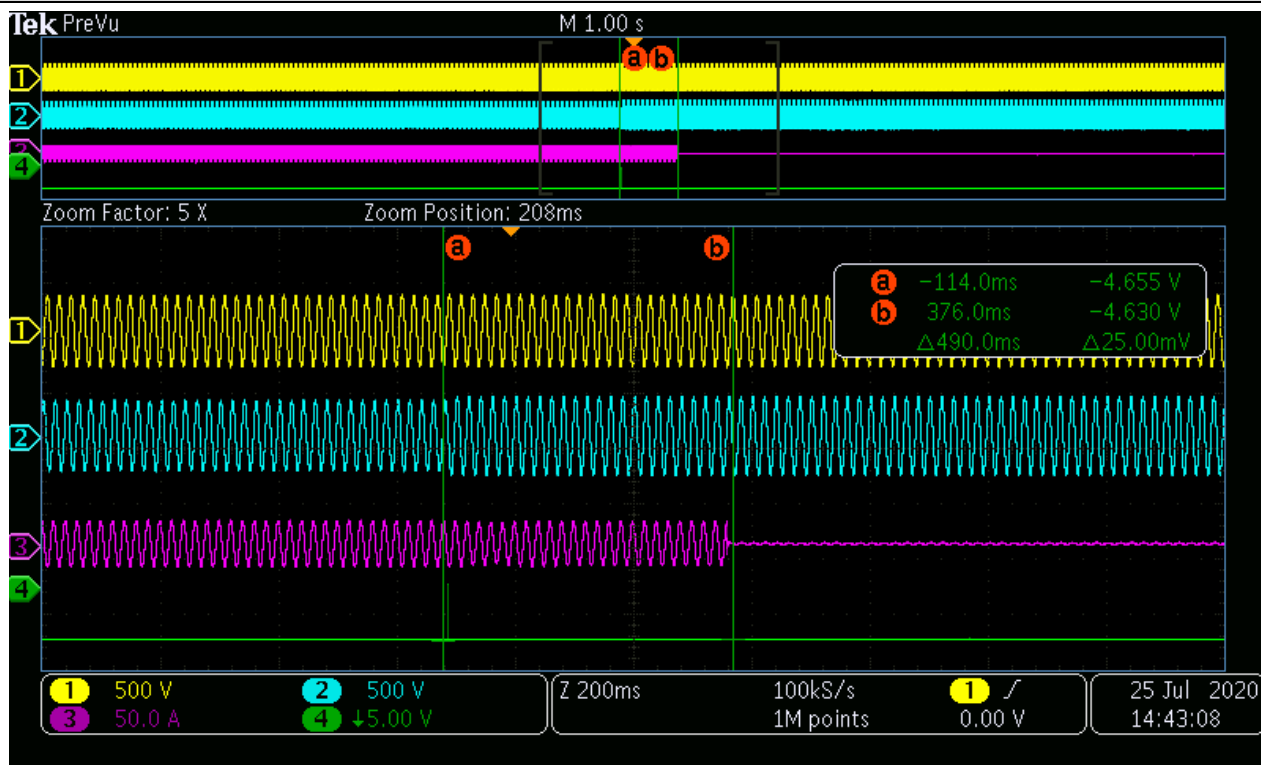 Tek PreVu M 1.00 s
a b
1
2
3
4
Zoom Factor: 5 X Zoom Position: 208ms
a b
a -114.0ms -4.655 V
b 376.0ms -4.630 V
△490.0ms △25.00mV
1
2
3
4
1 500 V 2 500 V Z 200ms 100kS/s 1 25 Jul 2020
3 50.0 A 4 ↓5.00 V 1M points 0.00 V 14:43:08